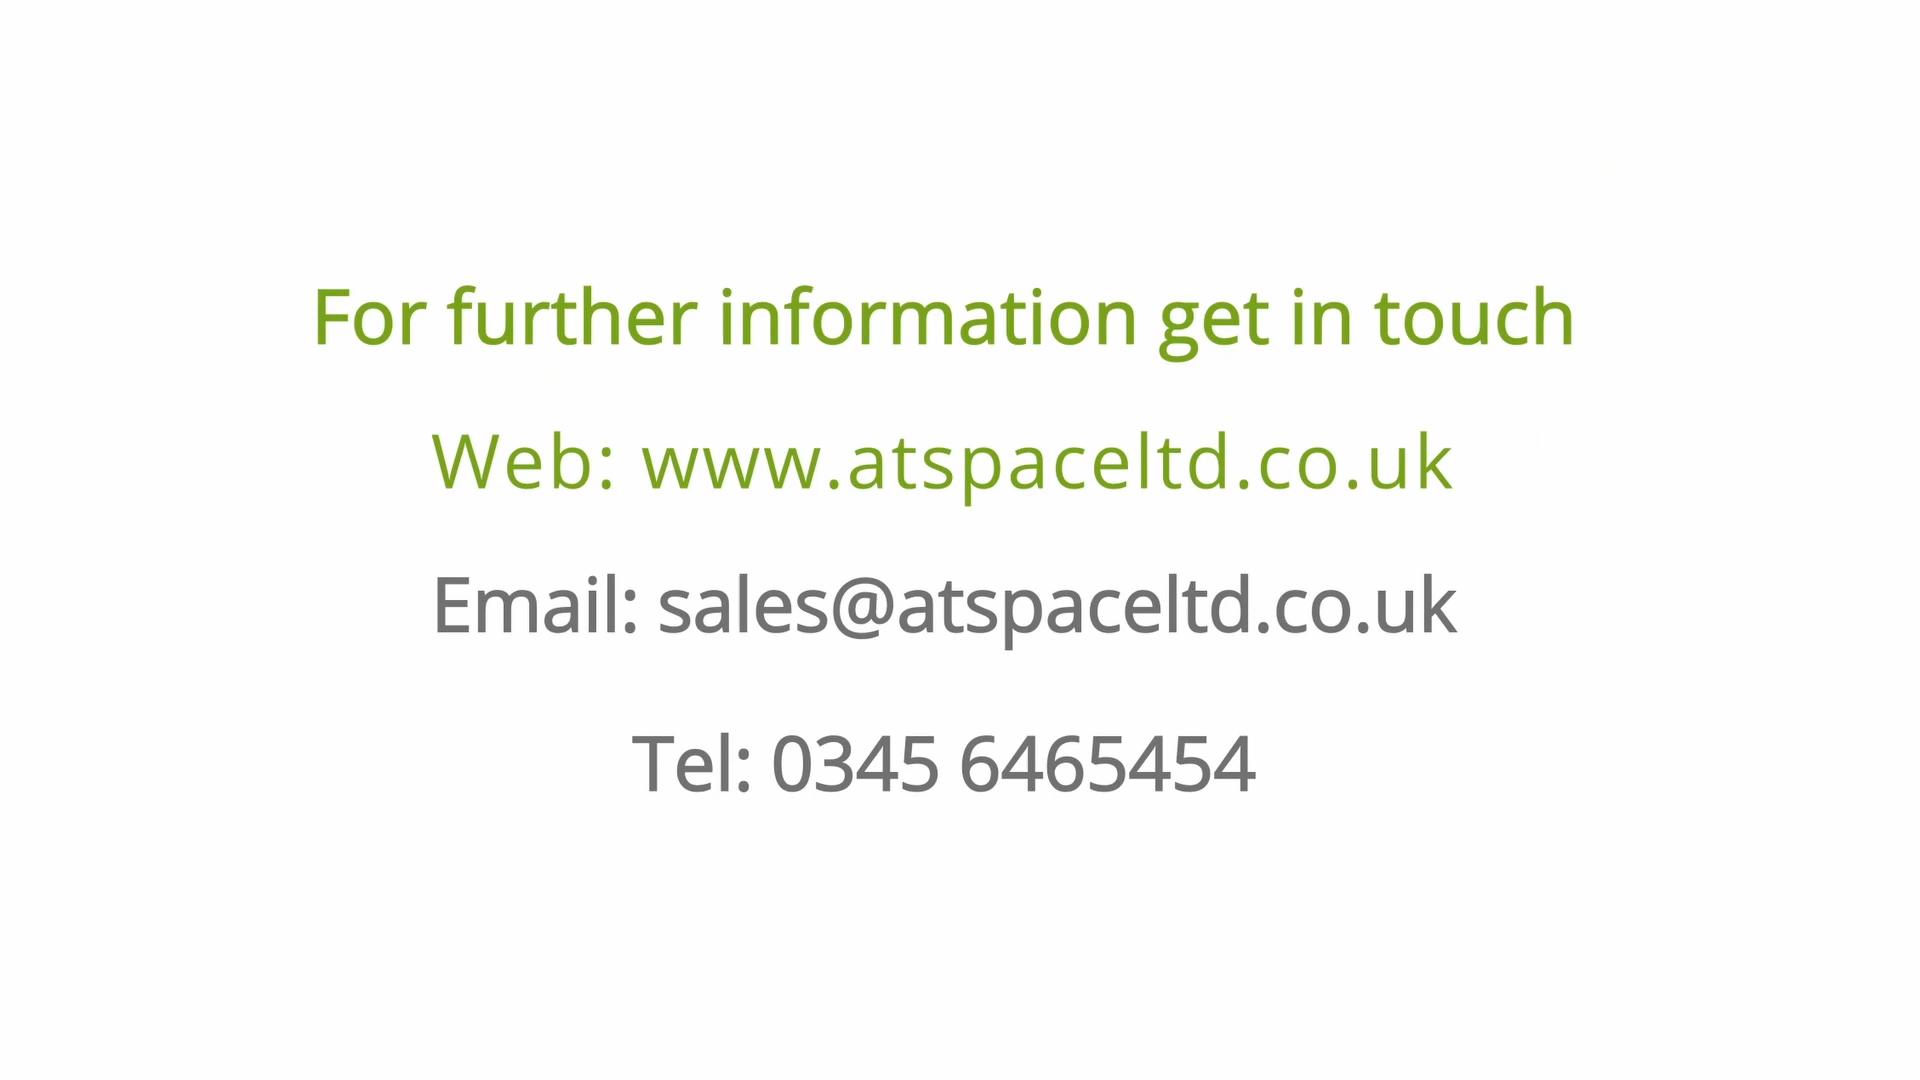 For further information get in touch
Web: www.atspaceltd.co.uk
Email: sales@atspaceltd.co.uk
Tel: 0345 6465454